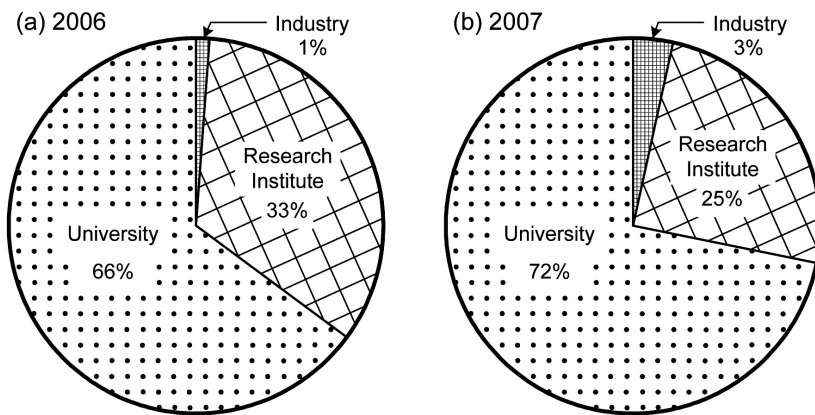 (a) 2006
Industry
1%
Research
Institute
33%
University
66%
(b) 2007
Industry
3%
Research
Institute
25%
University
72%